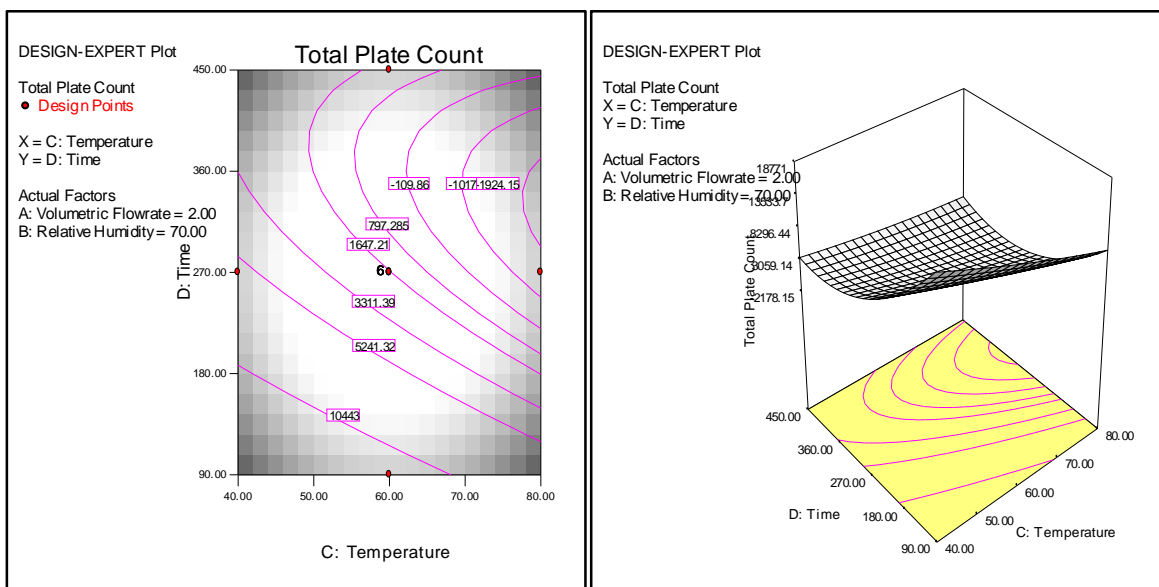 DESIGN-EXPERT Plot
Total Plate Count
Design Points
X = C: Temperature
Y = D: Time
Actual Factors
A: Volumetric Flowrate = 2.00
B: Relative Humidity = 70.00
Total Plate Count
D: Time
450.00
360.00
270.00
180.00
90.00
-109.86
-1017
-1924.15
797.285
1647.21
6
3311.39
5241.32
10443
40.00 50.00 60.00 70.00 80.00
C: Temperature
DESIGN-EXPERT Plot
Total Plate Count
X = C: Temperature
Y = D: Time
Actual Factors
A: Volumetric Flowrate = 2.00
B: Relative Humidity = 70.00
18771
8296.44
3059.14
-2178.15
Total Plate Count
450.00
360.00
270.00
180.00
90.00
D: Time
80.00
70.00
60.00
50.00
40.00
C: Temperature